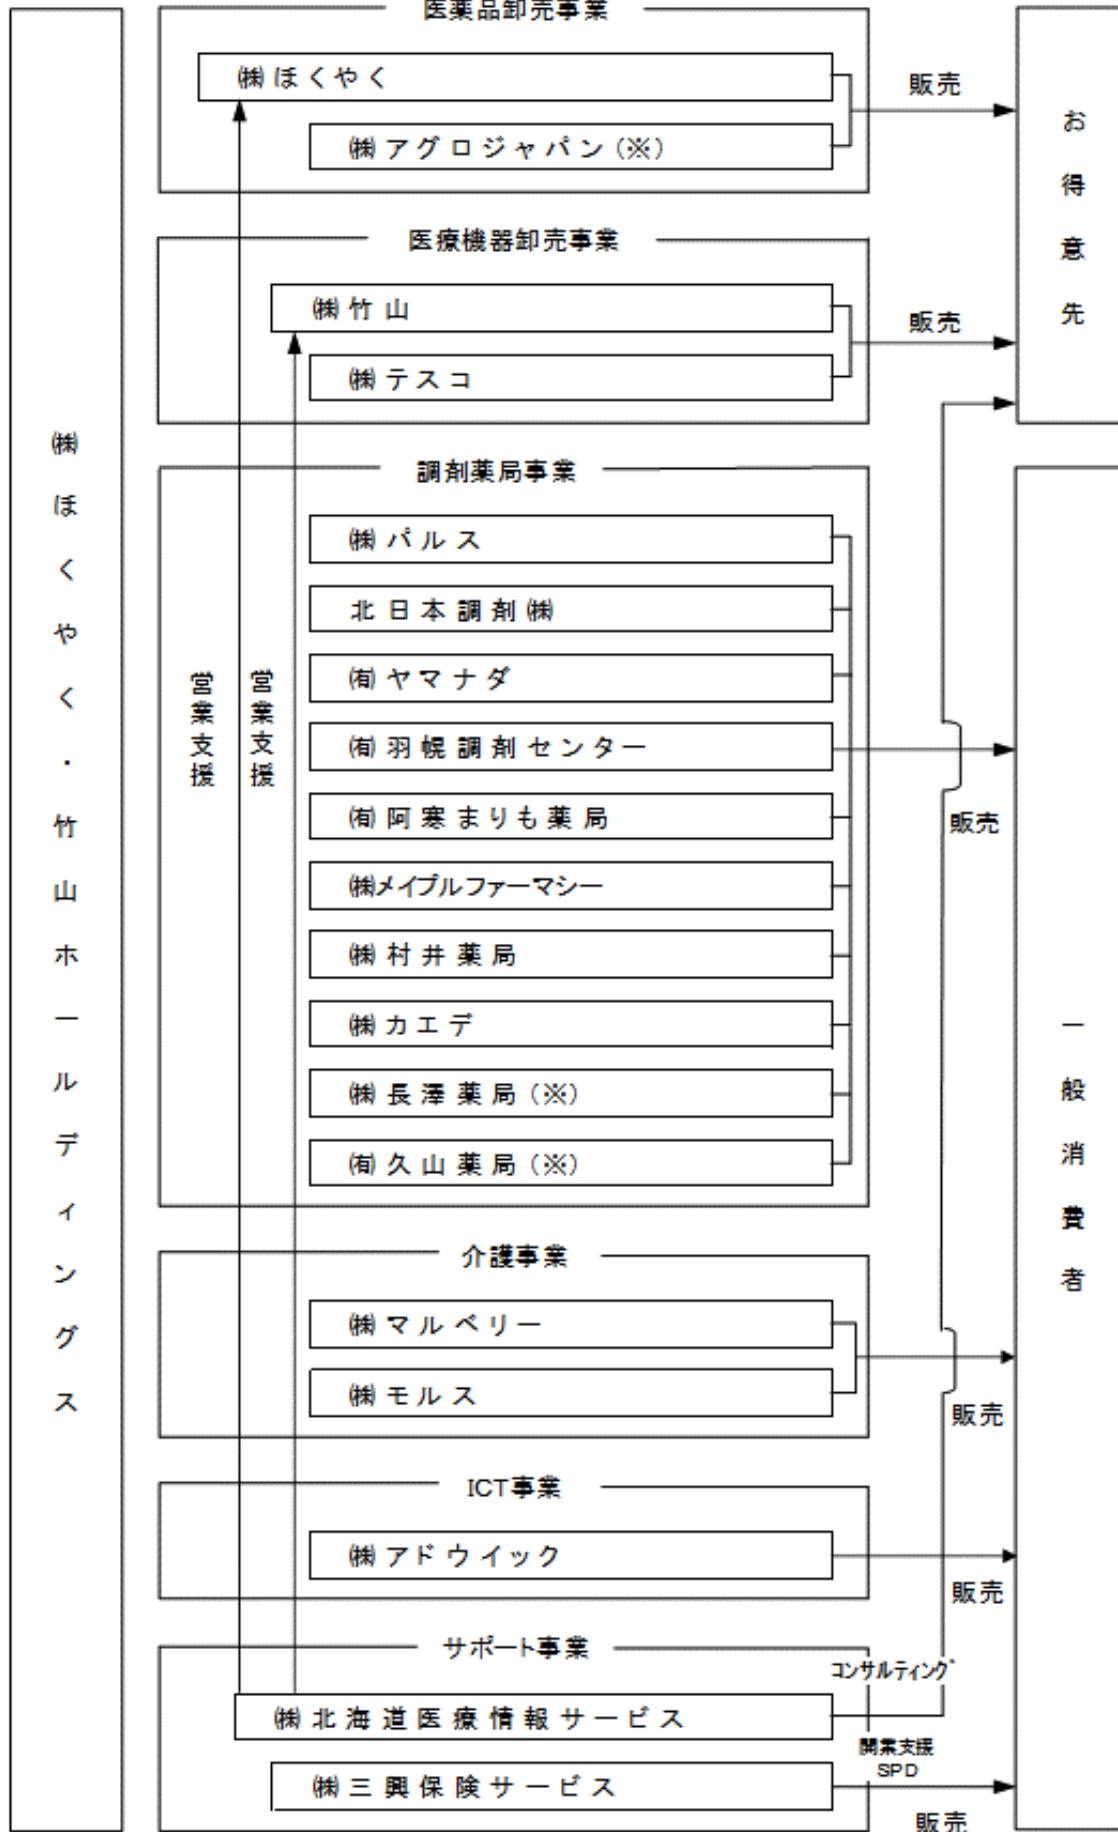 ㈱ほくやく・竹山ホールディングス
医薬品卸売事業
㈱ほくやく
㈱アグロジャパン(※)
販売
お得意先
医療機器卸売事業
㈱竹山
㈱テスコ
販売
調剤薬局事業
㈱パルス
北日本調剤㈱
㈲ヤマナダ
㈲羽幌調剤センター
㈲阿寒まりも薬局
㈱メイプルファーマシー
㈱村井薬局
㈱カエデ
㈱長澤薬局(※)
㈲久山薬局(※)
営業支援
営業支援
販売
一般消費者
介護事業
㈱マルベリー
㈱モルス
販売
ICT事業
㈱アドウイック
販売
サポート事業
㈱北海道医療情報サービス
コンサルティング
開業支援
SPD
㈱三興保険サービス
販売